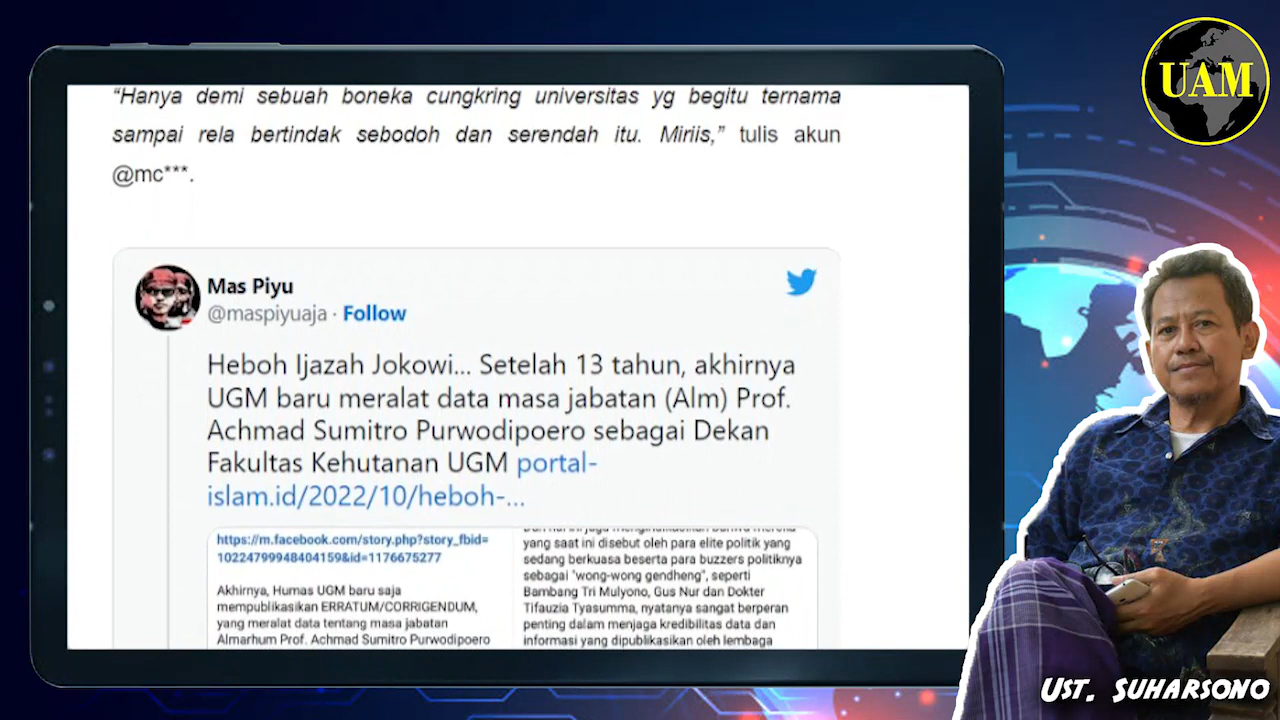 “Hanya demi sebuah boneka cungkring universitas yg begitu ternama
sampai rela bertindak sebodoh dan serendah itu. Miriis,” tulis akun
@mc***.
Mas Piyu
@maspiyuaja · Follow
Heboh Ijazah Jokowi... Setelah 13 tahun, akhirnya
UGM baru meralat data masa jabatan (Alm) Prof.
Achmad Sumitro Purwodipoero sebagai Dekan
Fakultas Kehutanan UGM portal-
islam.id/2022/10/heboh-...
https://m.facebook.com/story.php?story_fbid=
10224799948404159&id=1176675277
Akhirnya, Humas UGM baru saja
mempublikasikan ERRATUM/CORRIGENDUM,
yang meralat data tentang masa jabatan
Almarhum Prof. Achmad Sumitro Purwodipoero
yang saat ini disebut oleh para elite politik yang
sedang berkuasa beserta para buzzers politiknya
sebagai "wong-wong gendheng", seperti
Bambang Tri Mulyono, Gus Nur dan Dokter
Tifauzia Tyasumma, nyatanya sangat berperan
penting dalam menjaga kredibilitas data dan
informasi yang dipublikasikan oleh lembaga
UAM
Ust. Suharsono